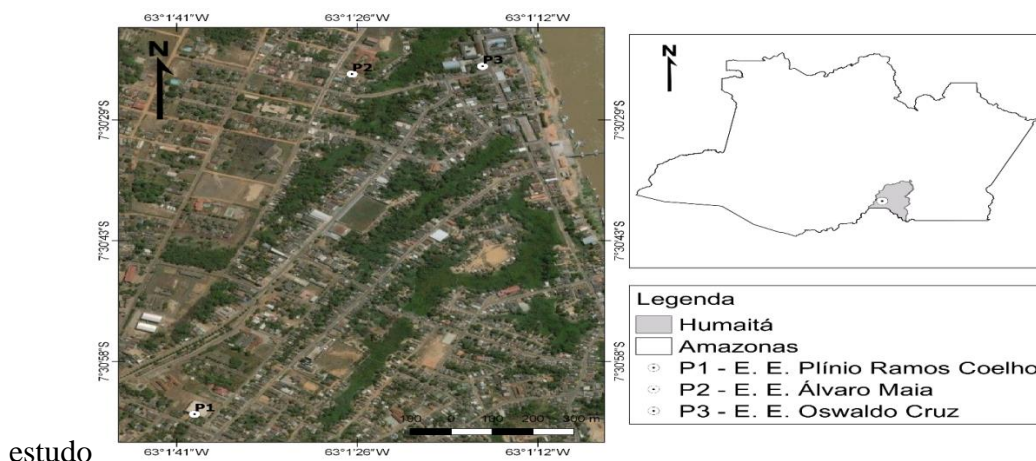 63°1'41"W 63°1'26"W 63°1'12"W
N
P2
P3
7°30'29"S
7°30'29"S
7°30'43"S
7°30'43"S
7°30'58"S
7°30'58"S
P1
100 0 100 200 300 m
63°1'41"W 63°1'26"W 63°1'12"W
N
Legenda
Humaitá
Amazonas
P1 - E. E. Plínio Ramos Coelho
P2 - E. E. Álvaro Maia
P3 - E. E. Oswaldo Cruz
estudo